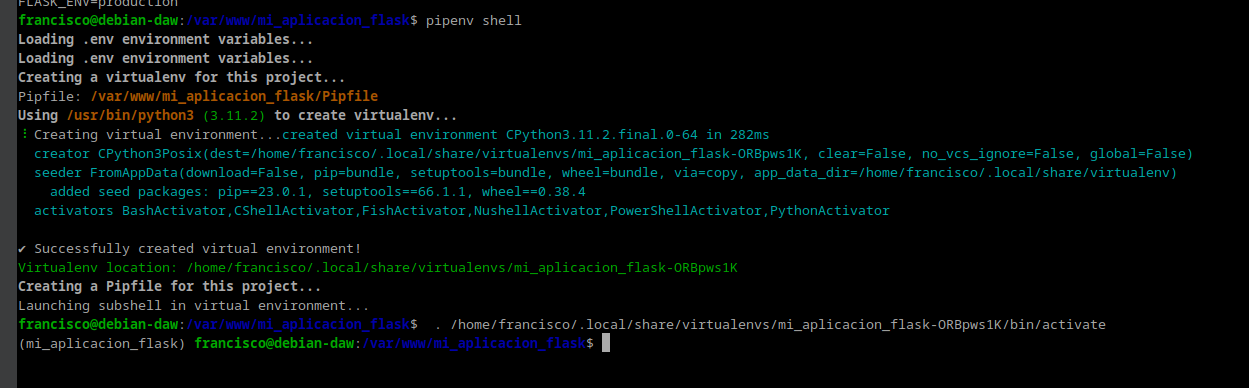 FLASK_ENV=production
francisco@debian-daw:/var/www/mi_aplicacion_flask$ pipenv shell
Loading .env environment variables...
Loading .env environment variables...
Creating a virtualenv for this project...
Pipfile: /var/www/mi_aplicacion_flask/Pipfile
Using /usr/bin/python3 (3.11.2) to create virtualenv...
⠸ Creating virtual environment...created virtual environment CPython3.11.2.final.0-64 in 282ms
  creator CPython3Posix(dest=/home/francisco/.local/share/virtualenvs/mi_aplicacion_flask-ORBpws1K, clear=False, no_vcs_ignore=False, global=False)
  seeder FromAppData(download=False, pip=bundle, setuptools=bundle, wheel=bundle, via=copy, app_data_dir=/home/francisco/.local/share/virtualenv)
    added seed packages: pip==23.0.1, setuptools==66.1.1, wheel==0.38.4
  activators BashActivator,CShellActivator,FishActivator,NushellActivator,PowerShellActivator,PythonActivator
✔ Successfully created virtual environment!
Virtualenv location: /home/francisco/.local/share/virtualenvs/mi_aplicacion_flask-ORBpws1K
Creating a Pipfile for this project...
Launching subshell in virtual environment...
francisco@debian-daw:/var/www/mi_aplicacion_flask$  . /home/francisco/.local/share/virtualenvs/mi_aplicacion_flask-ORBpws1K/bin/activate
(mi_aplicacion_flask) francisco@debian-daw:/var/www/mi_aplicacion_flask$